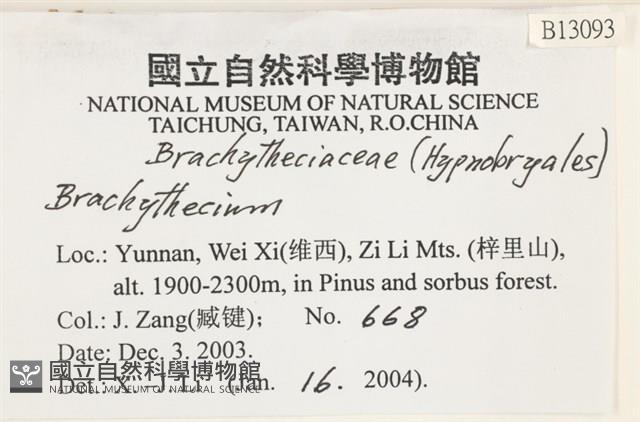 B13093
國立自然科學博物館
NATIONAL MUSEUM OF NATURAL SCIENCE
TAICHUNG, TAIWAN, R.O.CHINA
Brachytheciaceae (Hypnobryales)
Brachythecium
Loc.: Yunnan, Wei Xi(维西), Zi Li Mts. (梓里山),
alt. 1900-2300m, in Pinus and sorbus forest.
Col.: J. Zang(臧键); No. 668
Date: Dec. 3. 2003.
國立自然科學博物館
NATIONAL MUSEUM OF NATURAL SCIENCE
Det.: X. -J. Li (Jan. 16. 2004).